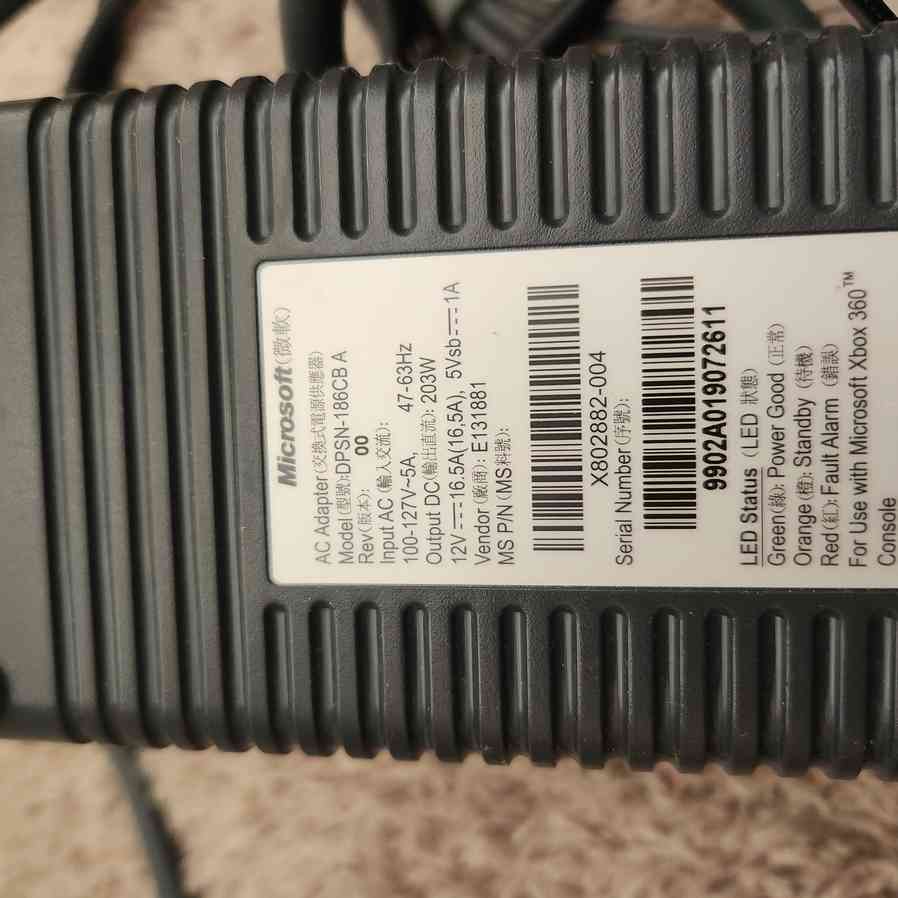 Microsoft(微軟)
AC Adapter(交換式電源供應器)
Model(型號):DPSN-186CB A
Rev(版本): 00
Input AC(輸入交流):
100-127V~5A, 47-63Hz
Output DC(輸出直流): 203W
12V⎓16.5A(16,5A), 5Vsb⎓1A
Vendor(廠商): E131881
MS P/N(MS料號):
X802882-004
Serial Number(序號):
9902A019072611
LED Status (LED 狀態)
Green(綠): Power Good (正常)
Orange(橙): Standby (待機)
Red(紅): Fault Alarm (錯誤)
For Use with Microsoft Xbox 360™
Console